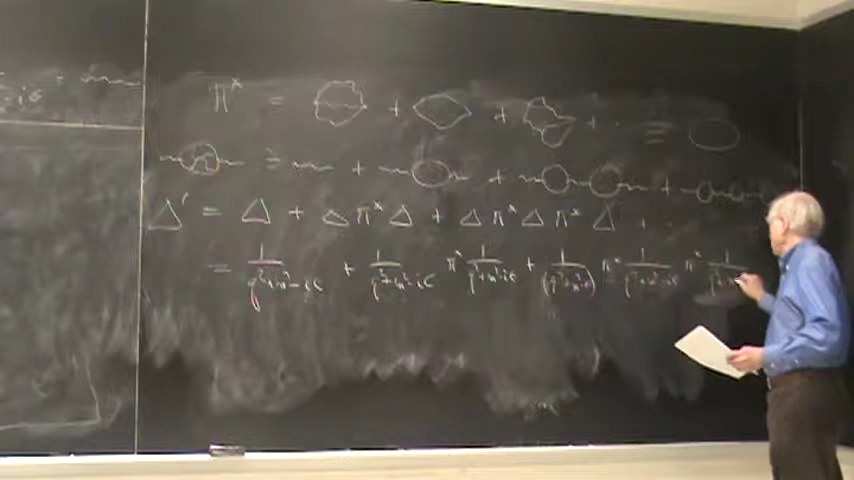 - iε =
Π* = + + + . . =
= + + +
Δ' = Δ + Δ Π* Δ + Δ Π* Δ Π* Δ + . .
= 1/(q²+m²-iε) + 1/(q²+m²-iε) Π* 1/(q²+m²-iε) + 1/(q²+m²-iε) Π* 1/(q²+m²-iε) Π* 1/(q²+